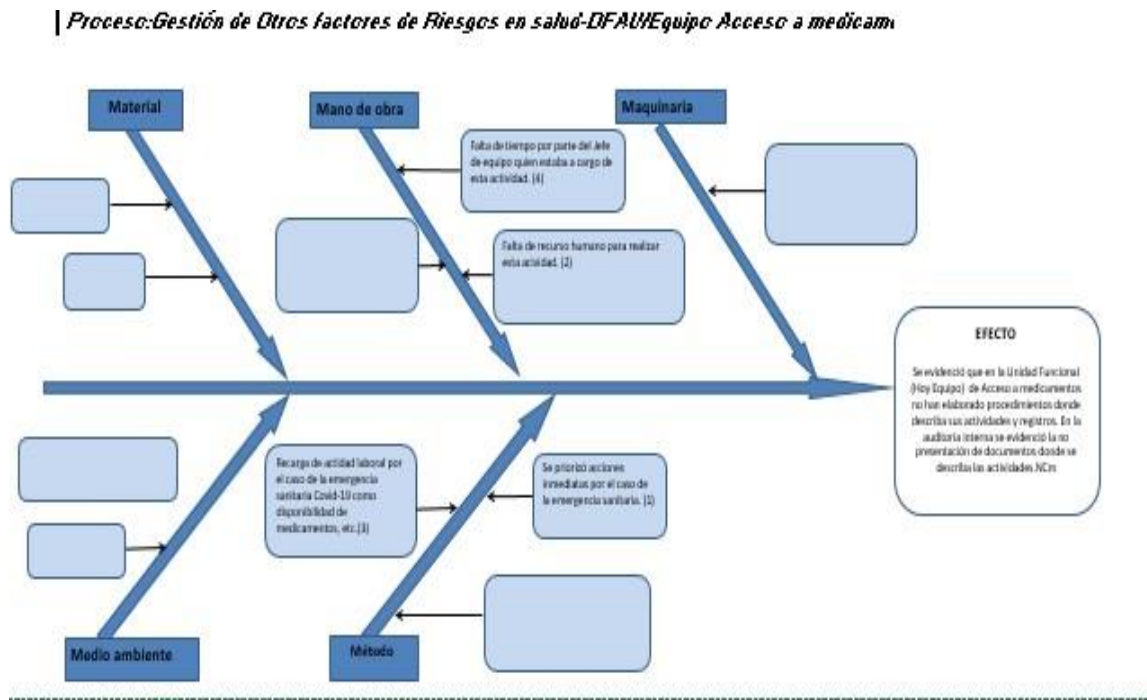 Proceso:Gestión de Otros factores de Riesgos en salud-DFAU/Equipo Acceso a medicam
Material
Mano de obra
Maquinaria
Falta de tiempo por parte del Jefe
de equipo quien estaba a cargo de
esta actividad. (4)
Falta de recurso humano para realizar
esta actividad. (2)
EFECTO
Se evidenció que en la Unidad Funcional
(Hoy Equipo) de Acceso a medicamentos
no han elaborado procedimientos donde
describa sus actividades y registros. En la
auditoria interna se evidenció la no
presentación de documentos donde se
describa las actividades.NCm
Recarga de actidad laboral por
el caso de la emergencia
sanitaria Covid-19 como
disponibilidad de
medicamentos, etc.(3)
Se priorizó acciones
inmediatas por el caso de
la emergencia sanitaria. (1)
Medio ambiente
Método